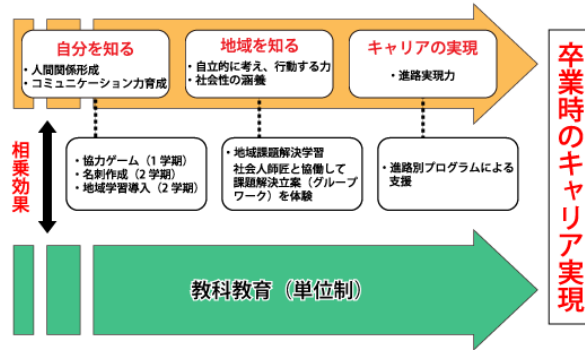 自分を知る
・人間関係形成
・コミュニケーション力育成
地域を知る
・自立的に考え、行動する力
・社会性の涵養
キャリアの実現
・進路実現力
相乗効果
・協力ゲーム（1学期）
・名刺作成（2学期）
・地域学習導入（2学期）
・地域課題解決学習
社会人師匠と協働して
課題解決立案（グループ
ワーク）を体験
・進路別プログラムによる
支援
教科教育（単位制）
卒業時のキャリア実現